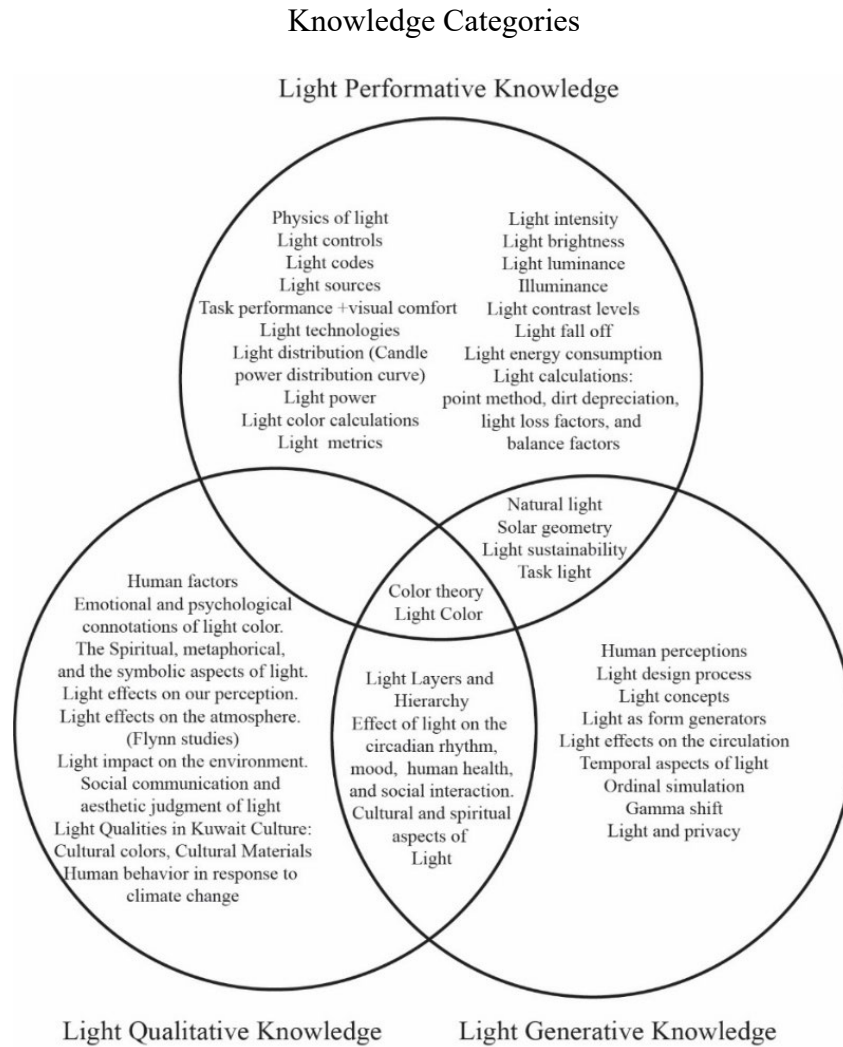 Knowledge Categories
Light Performative Knowledge
Physics of light
Light controls
Light codes
Light sources
Task performance +visual comfort
Light technologies
Light distribution (Candle
power distribution curve)
Light power
Light color calculations
Light metrics
Light intensity
Light brightness
Light luminance
Illuminance
Light contrast levels
Light fall off
Light energy consumption
Light calculations:
point method, dirt depreciation,
light loss factors, and
balance factors
Natural light
Solar geometry
Light sustainability
Task light
Color theory
Light Color
Human factors
Emotional and psychological
connotations of light color.
The Spiritual, metaphorical,
and the symbolic aspects of light.
Light effects on our perception.
Light effects on the atmosphere.
(Flynn studies)
Light impact on the environment.
Social communication and
aesthetic judgment of light
Light Qualities in Kuwait Culture:
Cultural colors, Cultural Materials
Human behavior in response to
climate change
Light Layers and
Hierarchy
Effect of light on the
circadian rhythm,
mood, human health,
and social interaction.
Cultural and spiritual
aspects of
Light
Human perceptions
Light design process
Light concepts
Light as form generators
Light effects on the circulation
Temporal aspects of light
Ordinal simulation
Gamma shift
Light and privacy
Light Qualitative Knowledge
Light Generative Knowledge